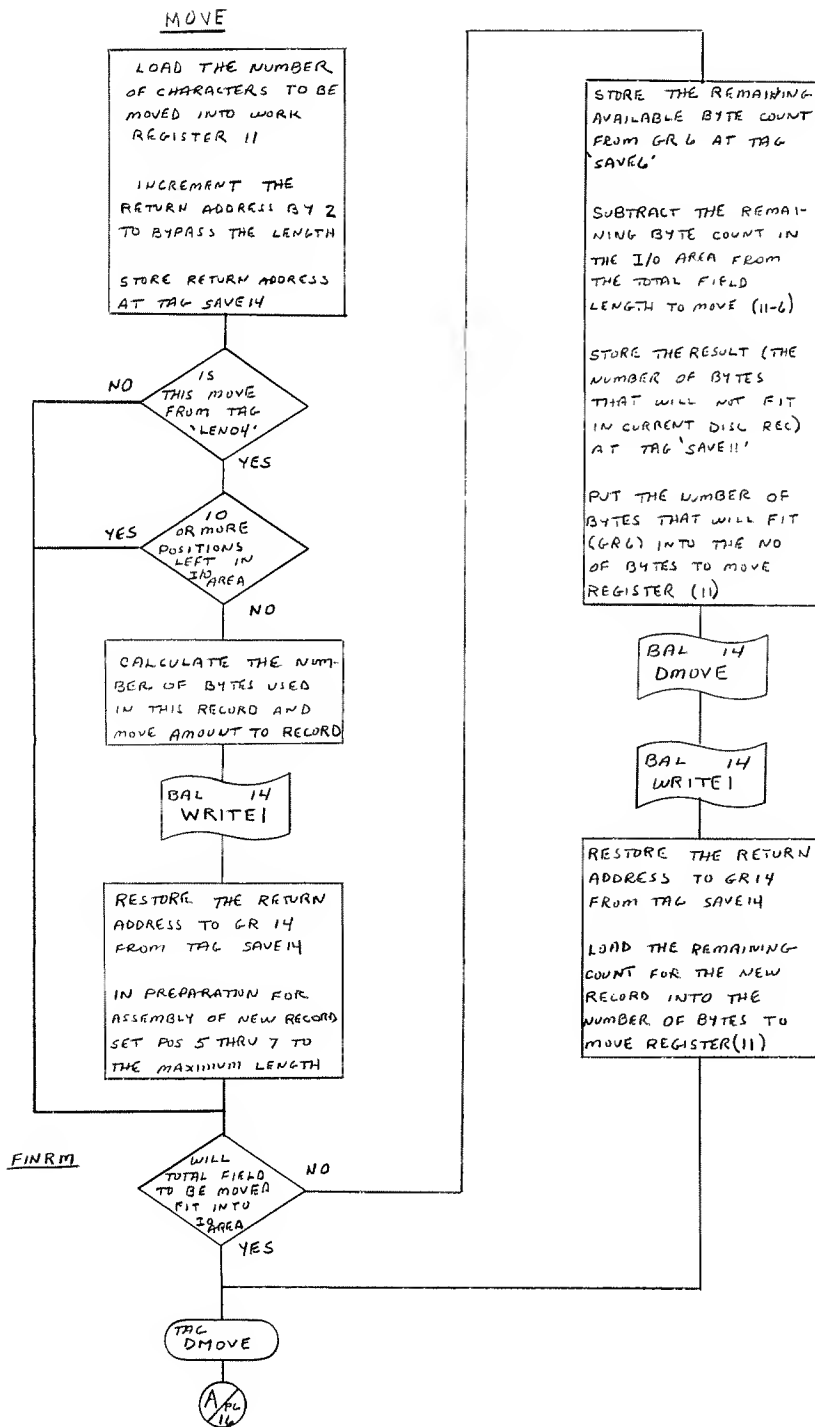 MOVE
LOAD THE NUMBER
OF CHARACTERS TO BE
MOVED INTO WORK
REGISTER 11
INCREMENT THE
RETURN ADDRESS BY 2
TO BYPASS THE LENGTH
STORE RETURN ADDRESS
AT TAG SAVE14
NO
IS
THIS MOVE
FROM TAG
'LEN04'
YES
YES
10
OR MORE
POSITIONS
LEFT IN
I/O
AREA
NO
CALCULATE THE NUM-
BER OF BYTES USED
IN THIS RECORD AND
MOVE AMOUNT TO RECORD
BAL 14
WRITE1
RESTORE THE RETURN
ADDRESS TO GR 14
FROM TAG SAVE14
IN PREPARATION FOR
ASSEMBLY OF NEW RECORD
SET POS 5 THRU 7 TO
THE MAXIMUM LENGTH
FINRM
WILL
TOTAL FIELD
TO BE MOVED
FIT INTO
IO
AREA
NO
YES
TAG
DMOVE
A/PG
16
STORE THE REMAINING
AVAILABLE BYTE COUNT
FROM GR6 AT TAG
'SAVE6'
SUBTRACT THE REMAI-
NING BYTE COUNT IN
THE I/O AREA FROM
THE TOTAL FIELD
LENGTH TO MOVE (11-6)
STORE THE RESULT (THE
NUMBER OF BYTES
THAT WILL NOT FIT
IN CURRENT DISC REC)
AT TAG 'SAVE11'
PUT THE NUMBER OF
BYTES THAT WILL FIT
(GR6) INTO THE NO
OF BYTES TO MOVE
REGISTER (11)
BAL 14
DMOVE
BAL 14
WRITE1
RESTORE THE RETURN
ADDRESS TO GR14
FROM TAG SAVE14
LOAD THE REMAINING
COUNT FOR THE NEW
RECORD INTO THE
NUMBER OF BYTES TO
MOVE REGISTER(11)